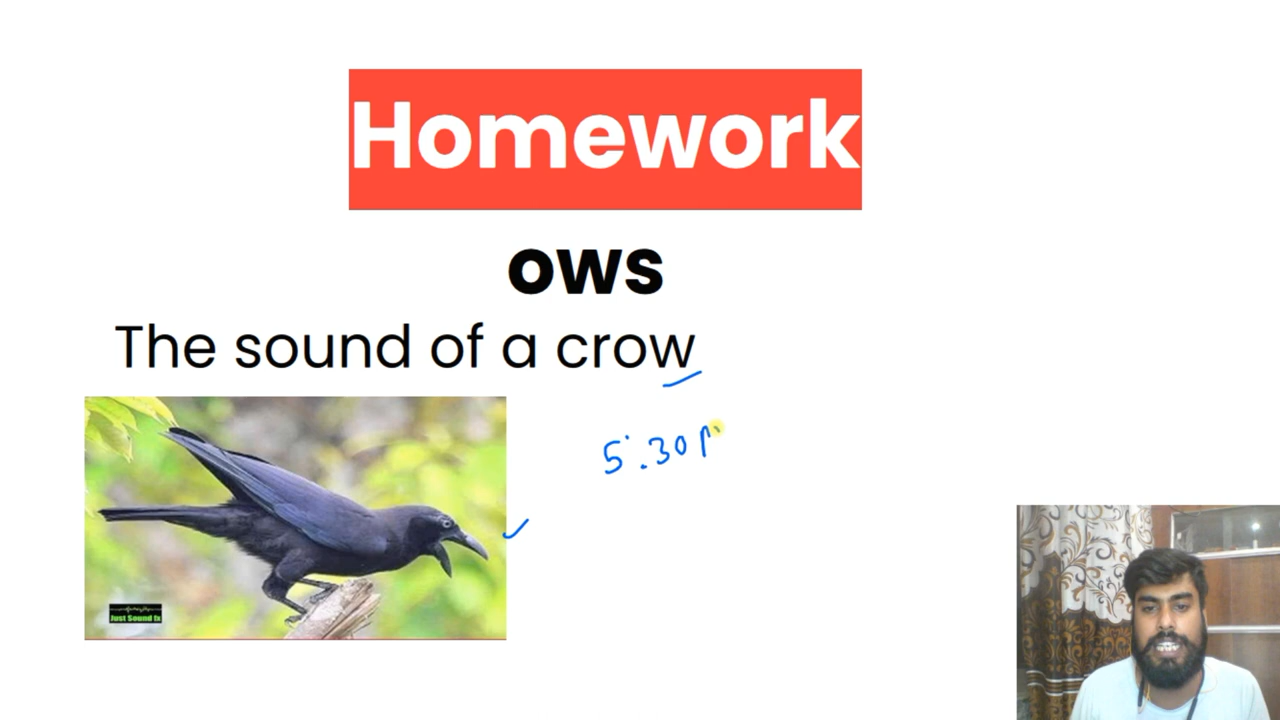 Homework
ows
The sound of a crow
5.30 p
Just Sound fx